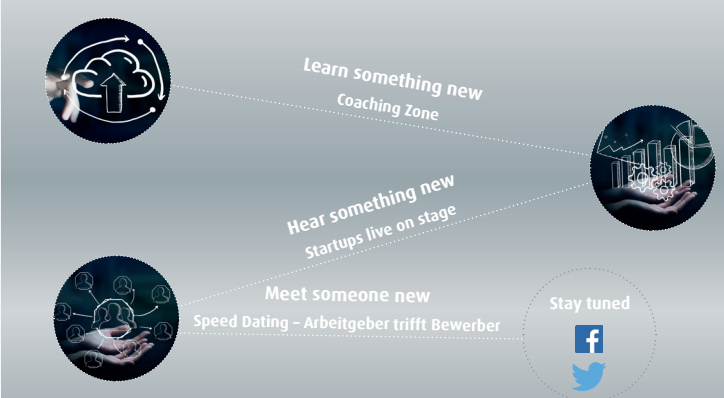 Learn something new
Coaching Zone
Hear something new
Startups live on stage
Meet someone new
Speed Dating – Arbeitgeber trifft Bewerber
Stay tuned